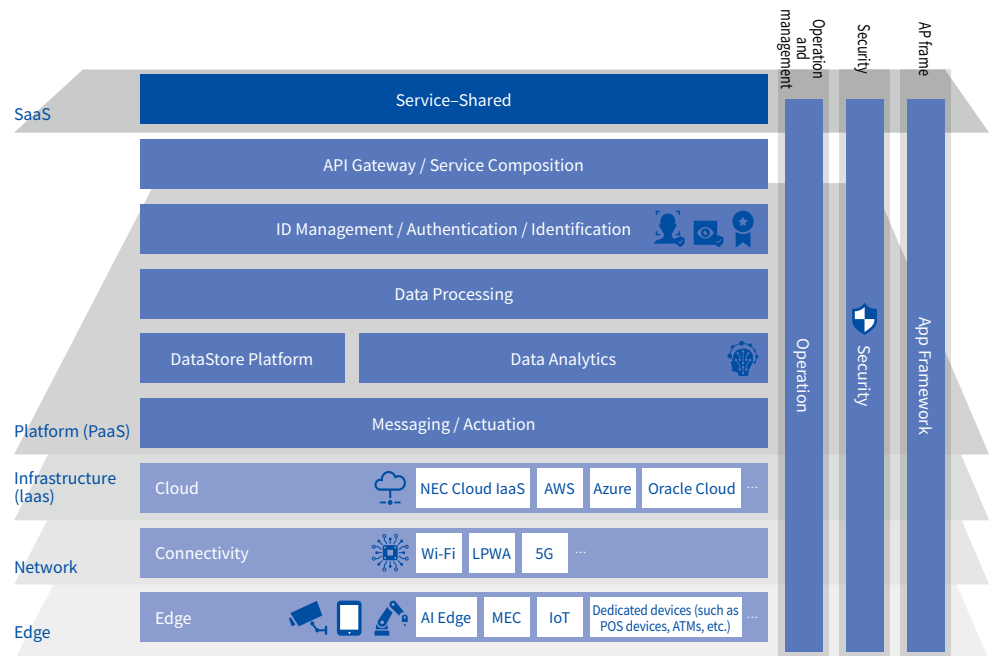 Operation
and
management
Security
AP frame
SaaS
Service–Shared
API Gateway / Service Composition
ID Management / Authentication / Identification
Data Processing
DataStore Platform
Data Analytics
Platform (PaaS)
Messaging / Actuation
Infrastructure
(Iaas)
Cloud
NEC Cloud IaaS
AWS
Azure
Oracle Cloud
...
Network
Connectivity
Wi-Fi
LPWA
5G
...
Edge
Edge
AI Edge
MEC
IoT
Dedicated devices (such as
POS devices, ATMs, etc.)
...
Operation
Security
App Framework